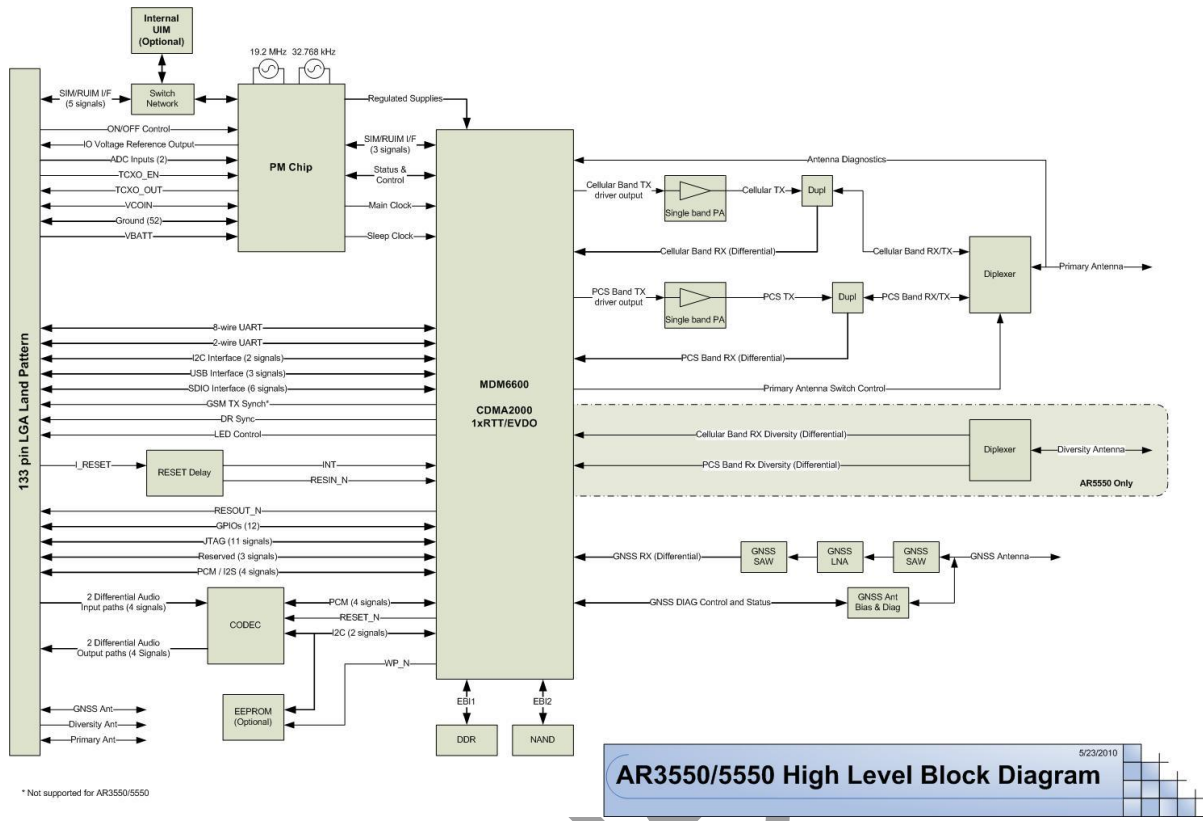 Internal
UIM
(Optional)
19.2 MHz
32.768 kHz
SIM/RUIM I/F
(5 signals)
Switch
Network
Regulated Supplies
ON/OFF Control
IO Voltage Reference Output
ADC Inputs (2)
TCXO_EN
TCXO_OUT
VCOIN
Ground (52)
VBATT
PM Chip
SIM/RUIM I/F
(3 signals)
Status &
Control
Main Clock
Sleep Clock
Antenna Diagnostics
Cellular Band TX
driver output
Single band PA
Cellular TX
Dupl
Cellular Band RX (Differential)
Cellular Band RX/TX
Diplexer
Primary Antenna
PCS Band TX
driver output
Single band PA
PCS TX
Dupl
PCS Band RX/TX
PCS Band RX (Differential)
Primary Antenna Switch Control
133 pin LGA Land Pattern
8-wire UART
2-wire UART
I2C Interface (2 signals)
USB Interface (3 signals)
SDIO Interface (6 signals)
GSM TX Synch*
DR Sync
LED Control
MDM6600
CDMA2000
1xRTT/EVDO
Cellular Band RX Diversity (Differential)
PCS Band Rx Diversity (Differential)
Diplexer
Diversity Antenna
AR5550 Only
I_RESET
RESET Delay
INT
RESIN_N
RESOUT_N
GPIOs (12)
JTAG (11 signals)
Reserved (3 signals)
PCM / I2S (4 signals)
GNSS RX (Differential)
GNSS
SAW
GNSS
LNA
GNSS
SAW
GNSS Antenna
GNSS DIAG Control and Status
GNSS Ant
Bias & Diag
2 Differential Audio
Input paths (4 signals)
2 Differential Audio
Output paths (4 Signals)
CODEC
PCM (4 signals)
RESET_N
I2C (2 signals)
WP_N
EEPROM
(Optional)
EBI1
EBI2
DDR
NAND
GNSS Ant
Diversity Ant
Primary Ant
5/23/2010
AR3550/5550 High Level Block Diagram
* Not supported for AR3550/5550